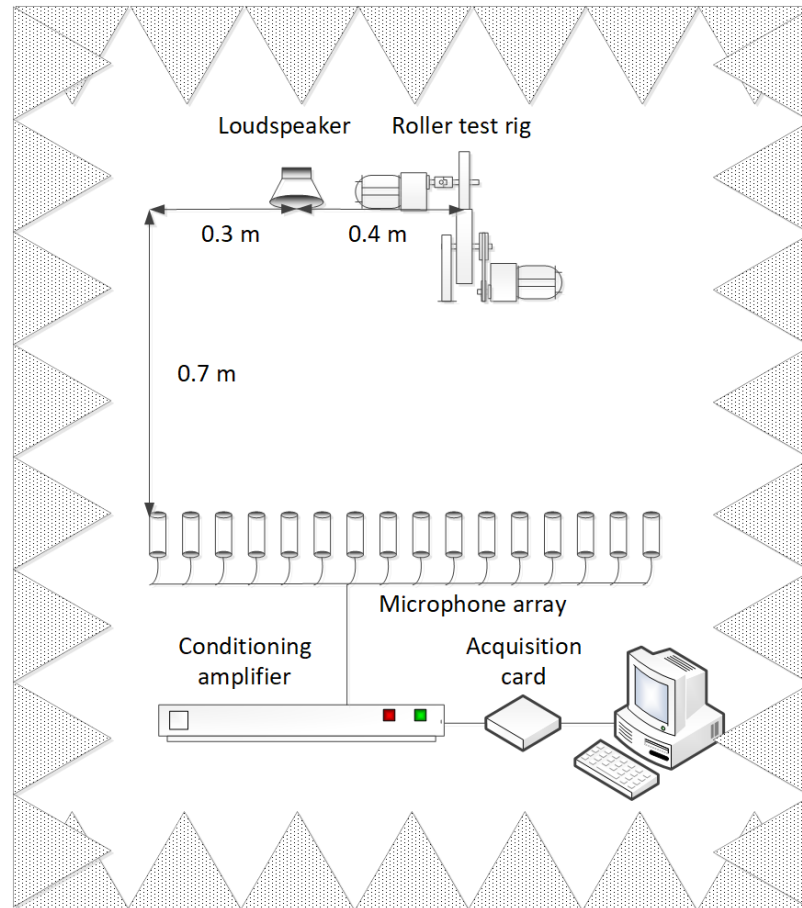 Loudspeaker
Roller test rig
0.3 m
0.4 m
0.7 m
Microphone array
Conditioning
amplifier
Acquisition
card